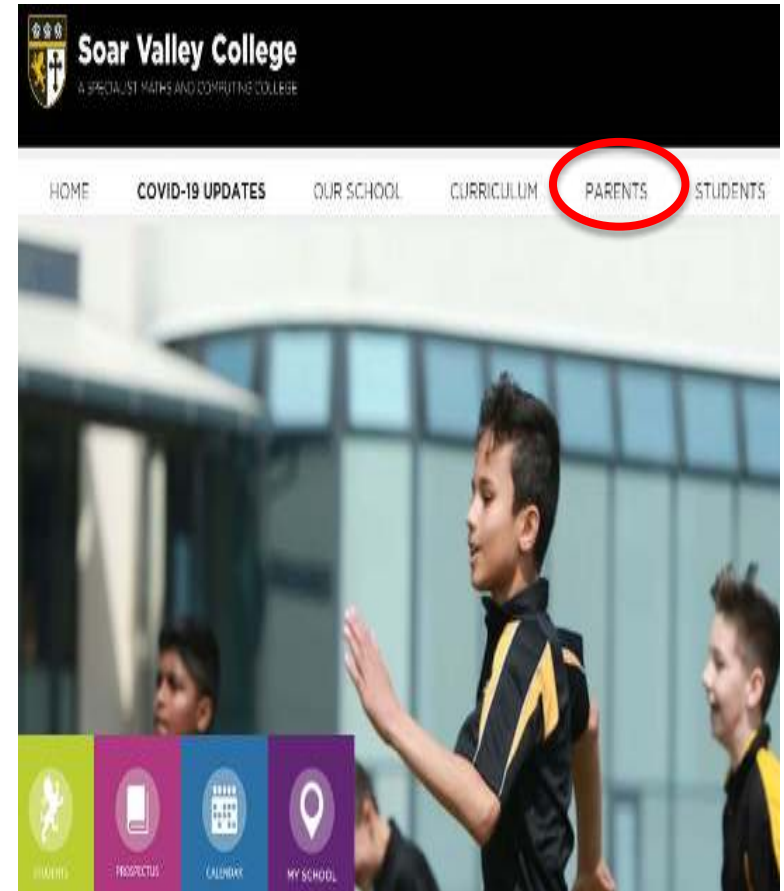 Soar Valley College
A SPECIALIST MATHS AND COMPUTING COLLEGE
HOME COVID-19 UPDATES OUR SCHOOL CURRICULUM PARENTS STUDENTS
STUDENTS PROSPECTUS CALENDAR MY SCHOOL